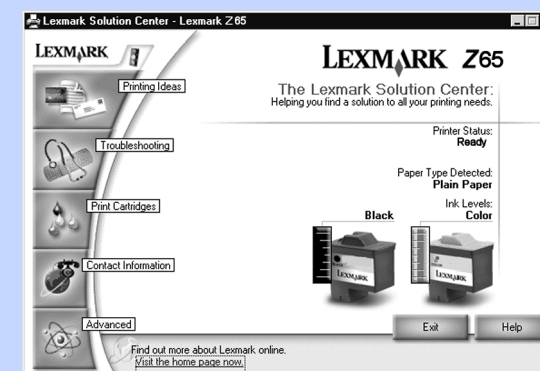 Lexmark Solution Center - Lexmark Z65
LEXMARK
LEXMARK Z65
Printing Ideas
The Lexmark Solution Center:
Helping you find a solution to all your printing needs.
Printer Status:
Ready
Troubleshooting
Paper Type Detected:
Plain Paper
Ink Levels:
Print Cartridges
Black
Color
Contact Information
LEXMARK
LEXMARK
Advanced
Exit
Help
Find out more about Lexmark online.
Visit the home page now.